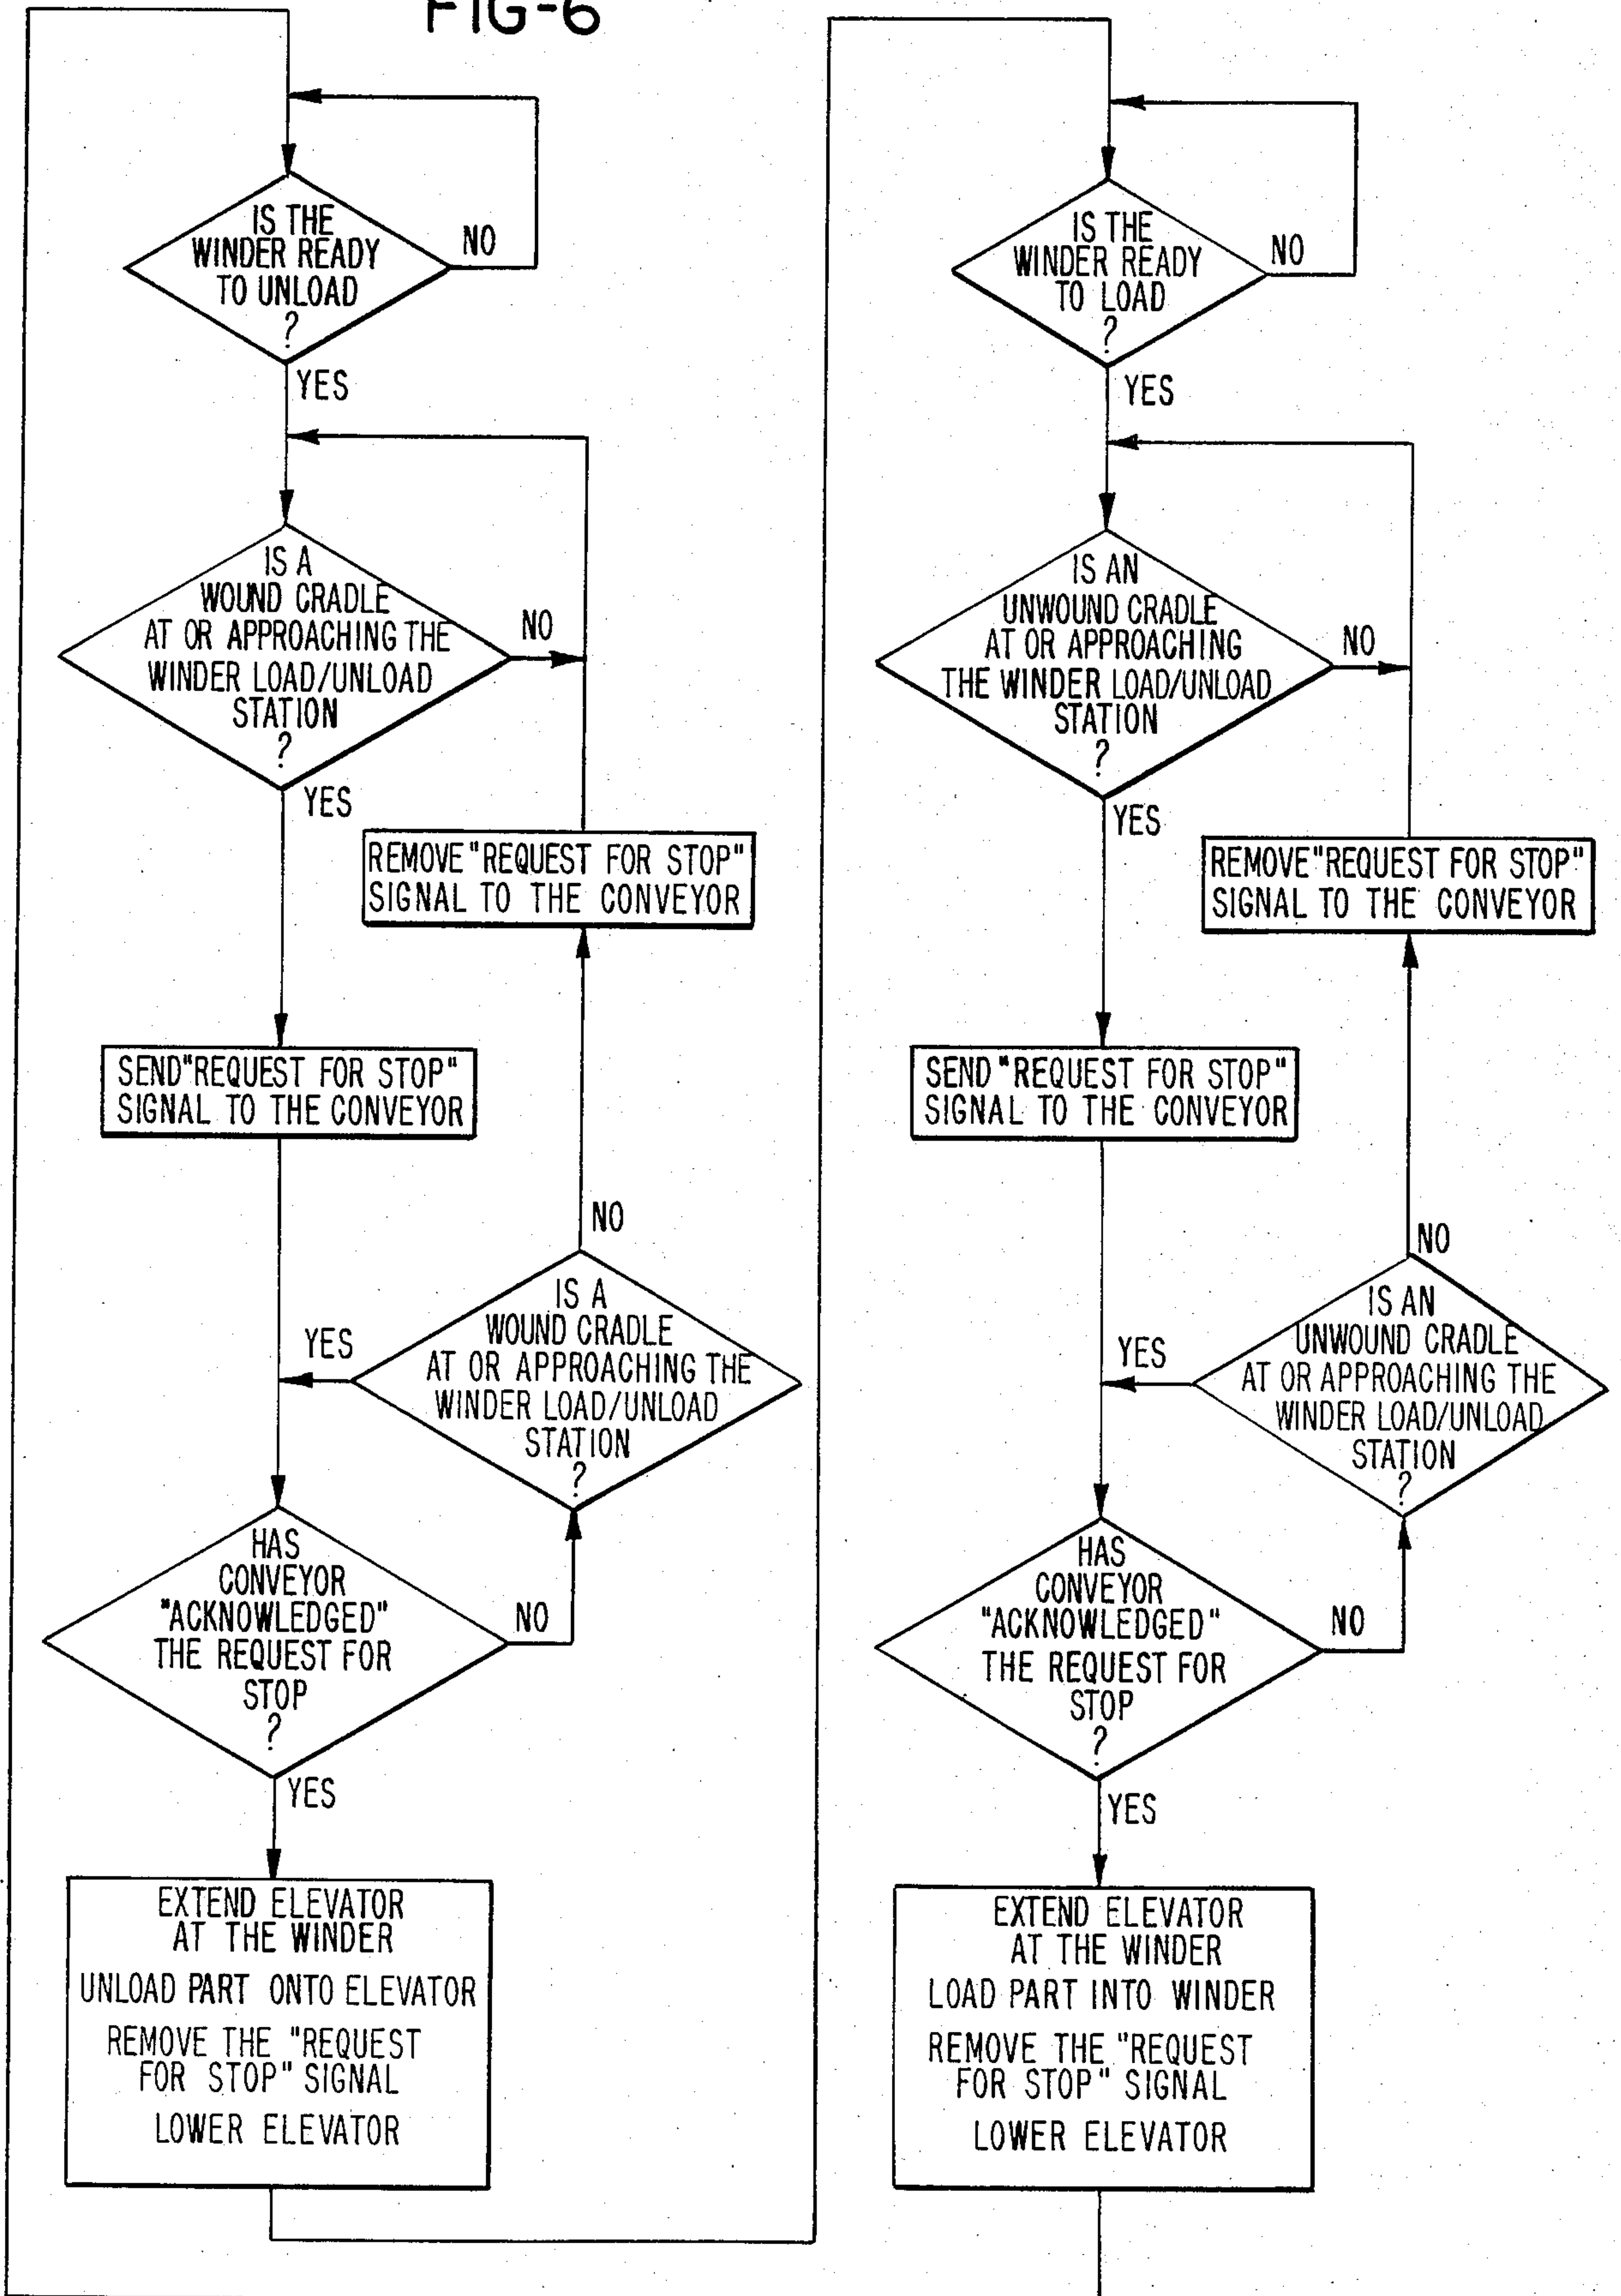 FIG-6
IS THE
WINDER READY
TO UNLOAD
?
NO
YES
IS A
WOUND CRADLE
AT OR APPROACHING THE
WINDER LOAD/UNLOAD
STATION
?
NO
YES
REMOVE "REQUEST FOR STOP"
SIGNAL TO THE CONVEYOR
SEND "REQUEST FOR STOP"
SIGNAL TO THE CONVEYOR
NO
IS A
WOUND CRADLE
AT OR APPROACHING THE
WINDER LOAD/UNLOAD
STATION
?
YES
HAS
CONVEYOR
"ACKNOWLEDGED"
THE REQUEST FOR
STOP
?
NO
YES
EXTEND ELEVATOR
AT THE WINDER
UNLOAD PART ONTO ELEVATOR
REMOVE THE "REQUEST
FOR STOP" SIGNAL
LOWER ELEVATOR
IS THE
WINDER READY
TO LOAD
?
NO
YES
IS AN
UNWOUND CRADLE
AT OR APPROACHING
THE WINDER LOAD/UNLOAD
STATION
?
NO
YES
REMOVE "REQUEST FOR STOP"
SIGNAL TO THE CONVEYOR
SEND "REQUEST FOR STOP"
SIGNAL TO THE CONVEYOR
NO
IS AN
UNWOUND CRADLE
AT OR APPROACHING THE
WINDER LOAD/UNLOAD
STATION
?
YES
HAS
CONVEYOR
"ACKNOWLEDGED"
THE REQUEST FOR
STOP
?
NO
YES
EXTEND ELEVATOR
AT THE WINDER
LOAD PART INTO WINDER
REMOVE THE "REQUEST
FOR STOP" SIGNAL
LOWER ELEVATOR